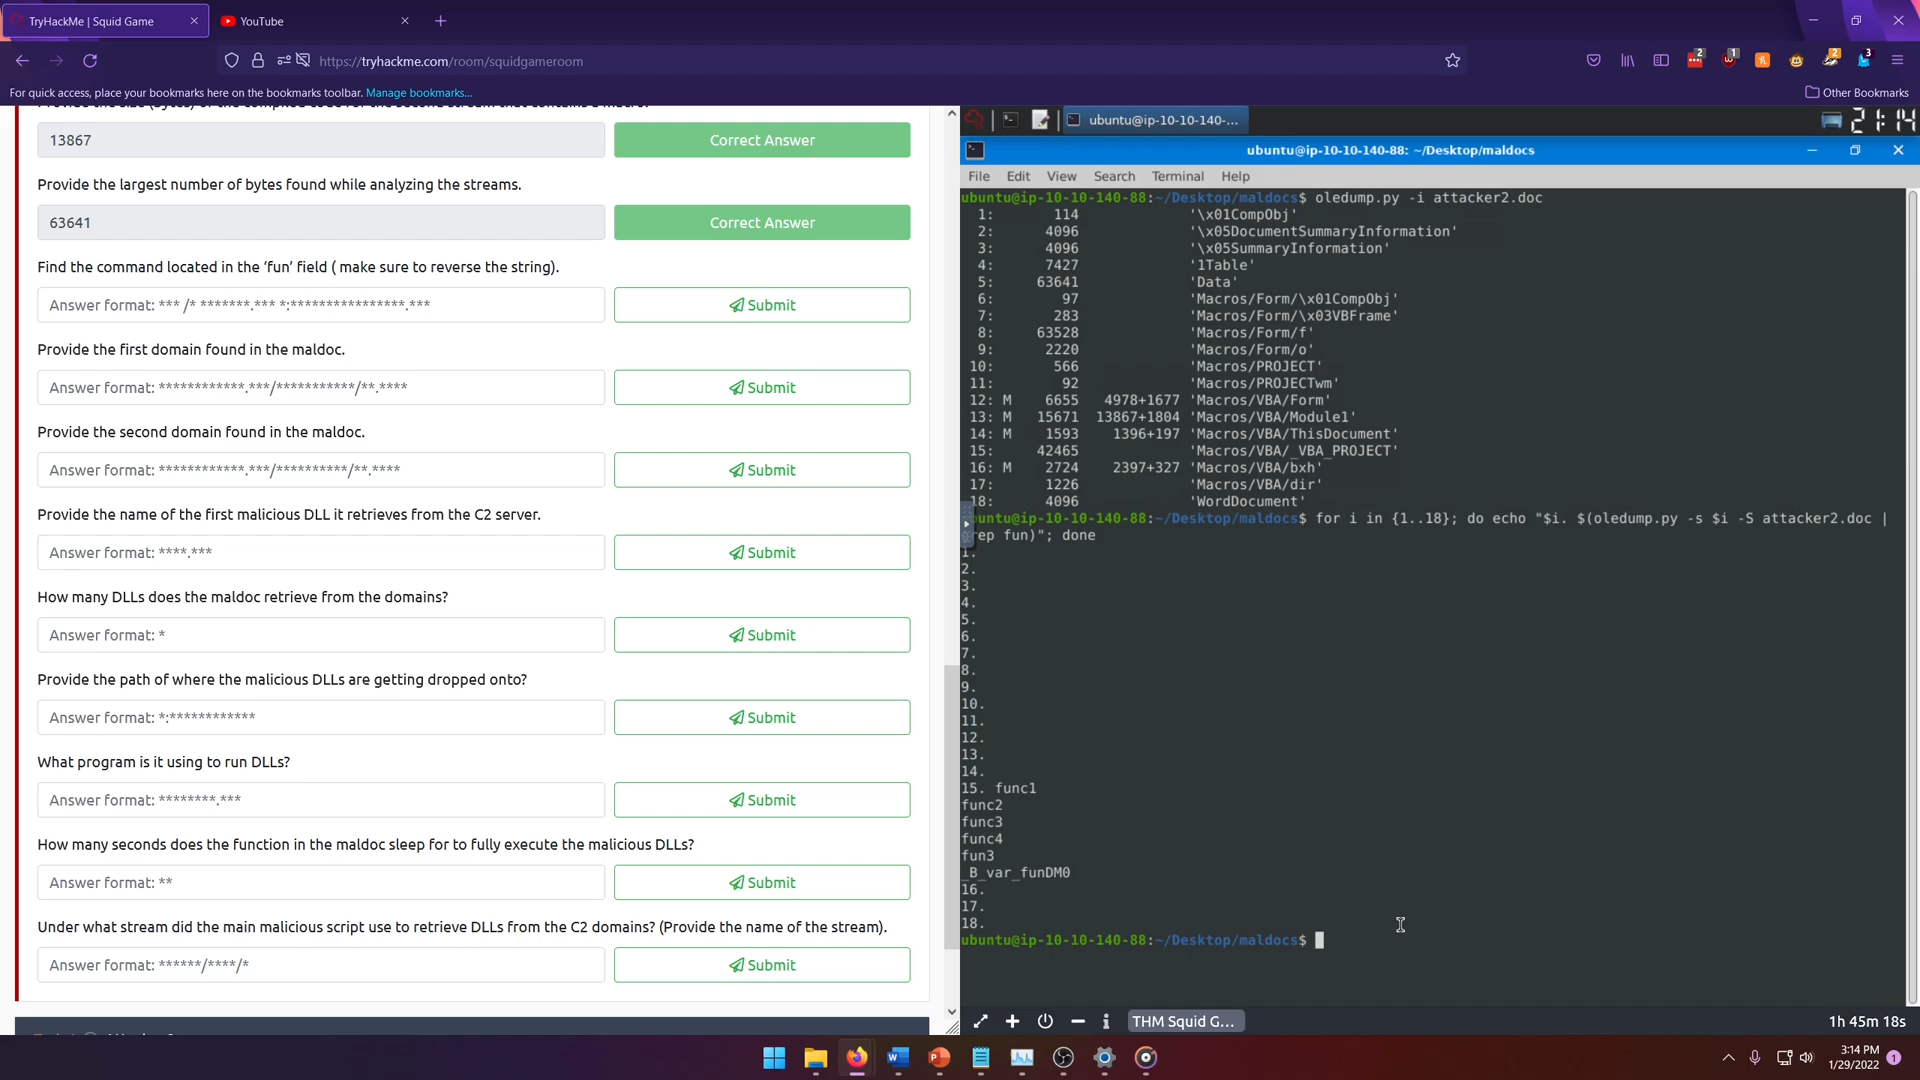 TryHackMe | Squid Game
YouTube
https://tryhackme.com/room/squidgameroom
2
1
2
3
For quick access, place your bookmarks here on the bookmarks toolbar. Manage bookmarks...
Other Bookmarks
13867
Correct Answer
Provide the largest number of bytes found while analyzing the streams.
63641
Correct Answer
Find the command located in the ‘fun’ field ( make sure to reverse the string).
Answer format: *** /* *******.*** *:****************.***
Submit
Provide the first domain found in the maldoc.
Answer format: ************.***/***********/**.****
Submit
Provide the second domain found in the maldoc.
Answer format: ************.***/**********/**.****
Submit
Provide the name of the first malicious DLL it retrieves from the C2 server.
Answer format: ****.***
Submit
How many DLLs does the maldoc retrieve from the domains?
Answer format: *
Submit
Provide the path of where the malicious DLLs are getting dropped onto?
Answer format: *:************
Submit
What program is it using to run DLLs?
Answer format: ********.***
Submit
How many seconds does the function in the maldoc sleep for to fully execute the malicious DLLs?
Answer format: **
Submit
Under what stream did the main malicious script use to retrieve DLLs from the C2 domains? (Provide the name of the stream).
Answer format: ******/****/*
Submit
ubuntu@ip-10-10-140-...
21:14
ubuntu@ip-10-10-140-88: ~/Desktop/maldocs
File Edit View Search Terminal Help
ubuntu@ip-10-10-140-88:~/Desktop/maldocs$ oledump.py -i attacker2.doc
1: 114 '\x01CompObj'
2: 4096 '\x05DocumentSummaryInformation'
3: 4096 '\x05SummaryInformation'
4: 7427 '1Table'
5: 63641 'Data'
6: 97 'Macros/Form/\x01CompObj'
7: 283 'Macros/Form/\x03VBFrame'
8: 63528 'Macros/Form/f'
9: 2220 'Macros/Form/o'
10: 566 'Macros/PROJECT'
11: 92 'Macros/PROJECTwm'
12: M 6655 4978+1677 'Macros/VBA/Form'
13: M 15671 13867+1804 'Macros/VBA/Module1'
14: M 1593 1396+197 'Macros/VBA/ThisDocument'
15: 42465 'Macros/VBA/_VBA_PROJECT'
16: M 2724 2397+327 'Macros/VBA/bxh'
17: 1226 'Macros/VBA/dir'
18: 4096 'WordDocument'
ubuntu@ip-10-10-140-88:~/Desktop/maldocs$ for i in {1..18}; do echo "$i. $(oledump.py -s $i -S attacker2.doc |
rep fun)"; done
1.
2.
3.
4.
5.
6.
7.
8.
9.
10.
11.
12.
13.
14.
15. func1
func2
func3
func4
fun3
_B_var_funDM0
16.
17.
18.
ubuntu@ip-10-10-140-88:~/Desktop/maldocs$
THM Squid G...
1h 45m 18s
3:14 PM
1/29/2022
1